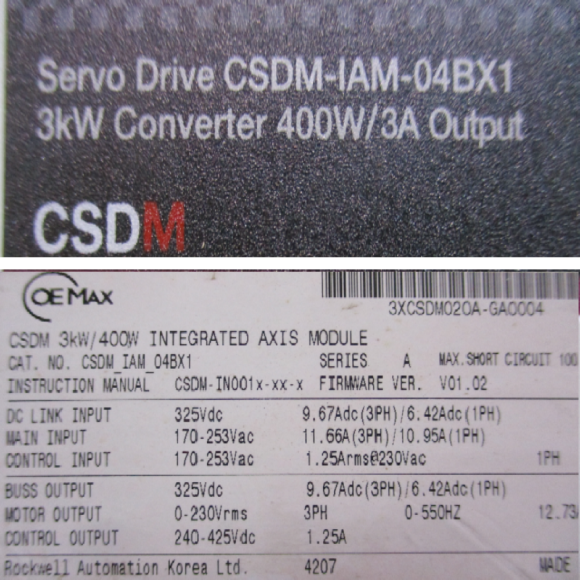 Servo Drive CSDM-IAM-04BX1
3kW Converter 400W/3A Output
CSDM
OEMAX
3XCSDM020A-GA0004
CSDM 3kW/400W INTEGRATED AXIS MODULE
CAT. NO. CSDM_IAM_04BX1 SERIES A MAX.SHORT CIRCUIT 100
INSTRUCTION MANUAL CSDM-IN001x-xx-x FIRMWARE VER. V01.02
DC LINK INPUT 325Vdc 9.67Adc(3PH)/6.42Adc(1PH)
MAIN INPUT 170-253Vac 11.66A(3PH)/10.95A(1PH)
CONTROL INPUT 170-253Vac 1.25Arms@230Vac 1PH
BUSS OUTPUT 325Vdc 9.67Adc(3PH)/6.42Adc(1PH)
MOTOR OUTPUT 0-230Vrms 3PH 0-550HZ 12.73
CONTROL OUTPUT 240-425Vdc 1.25A
Rockwell Automation Korea Ltd. 4207 MADE